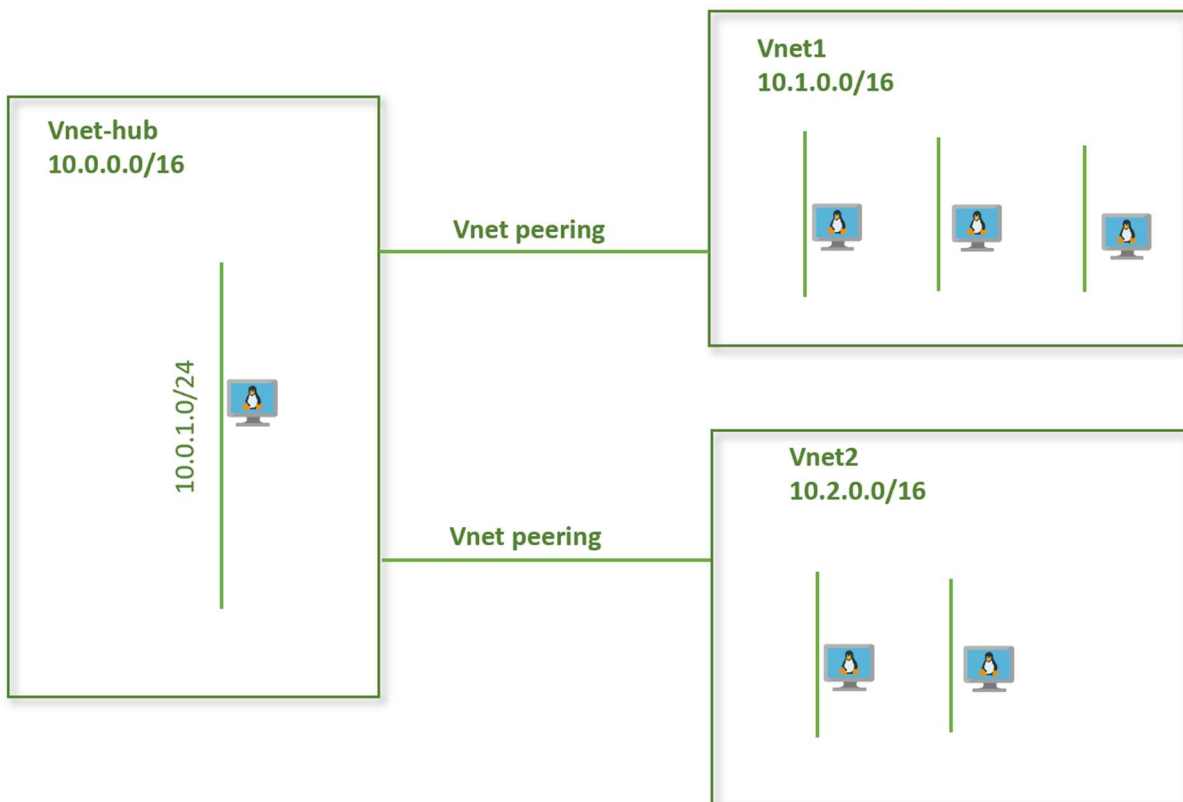 Vnet-hub
10.0.0.0/16
10.0.1.0/24
Vnet peering
Vnet peering
Vnet1
10.1.0.0/16
Vnet2
10.2.0.0/16